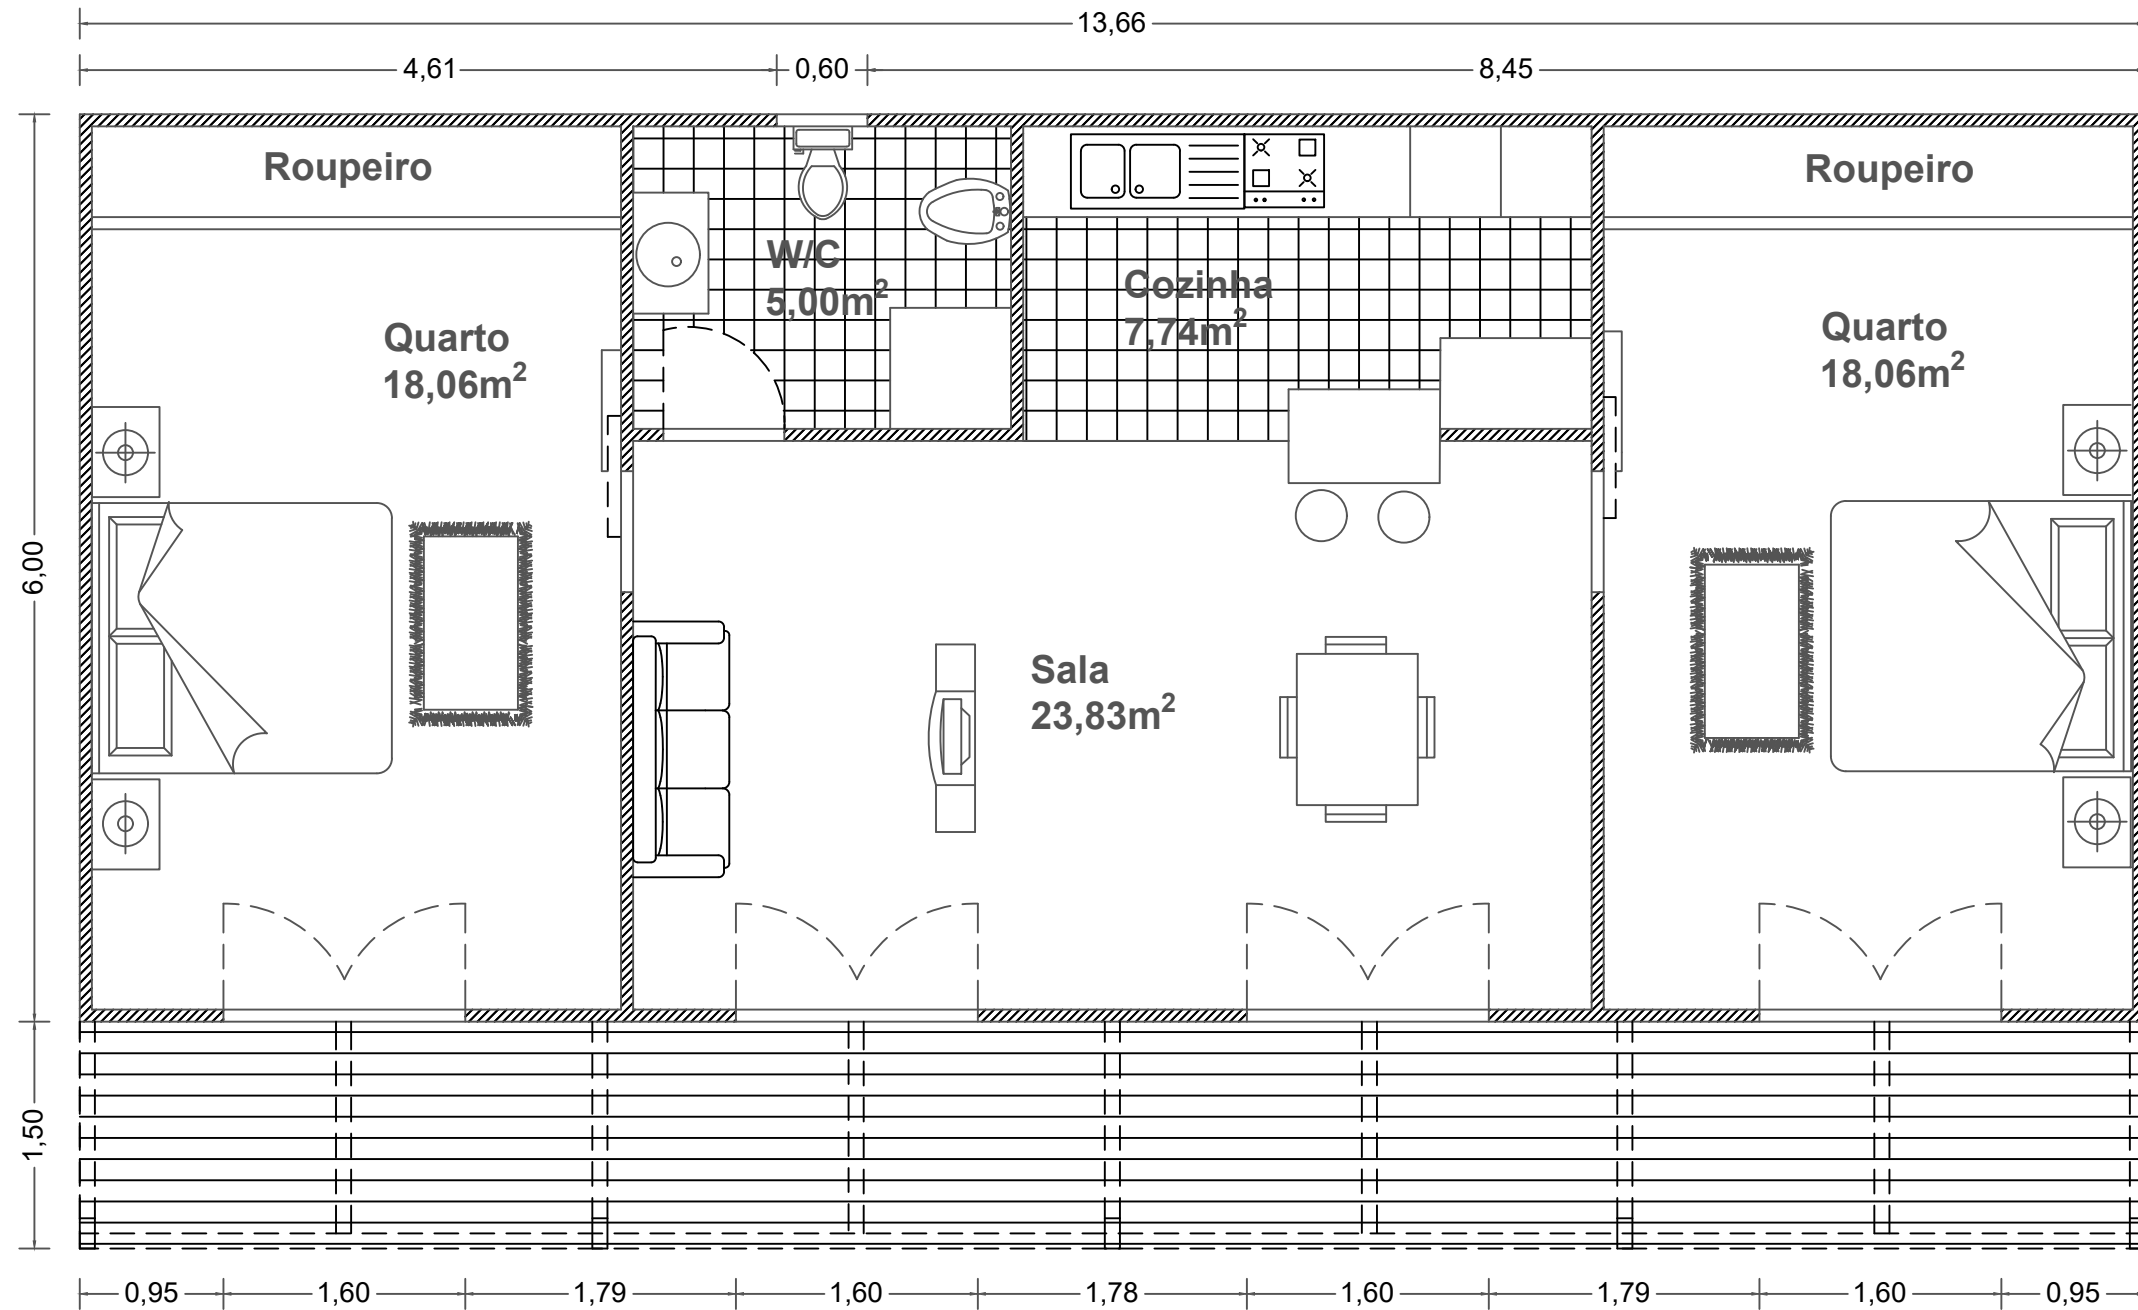 13,66
4,61
0,60
8,45
Roupeiro
Roupeiro
W/C
5,00m²
Cozinha
7,74m²
Quarto
18,06m²
Quarto
18,06m²
6,00
Sala
23,83m²
1,50
0,95
1,60
1,79
1,60
1,78
1,60
1,79
1,60
0,95